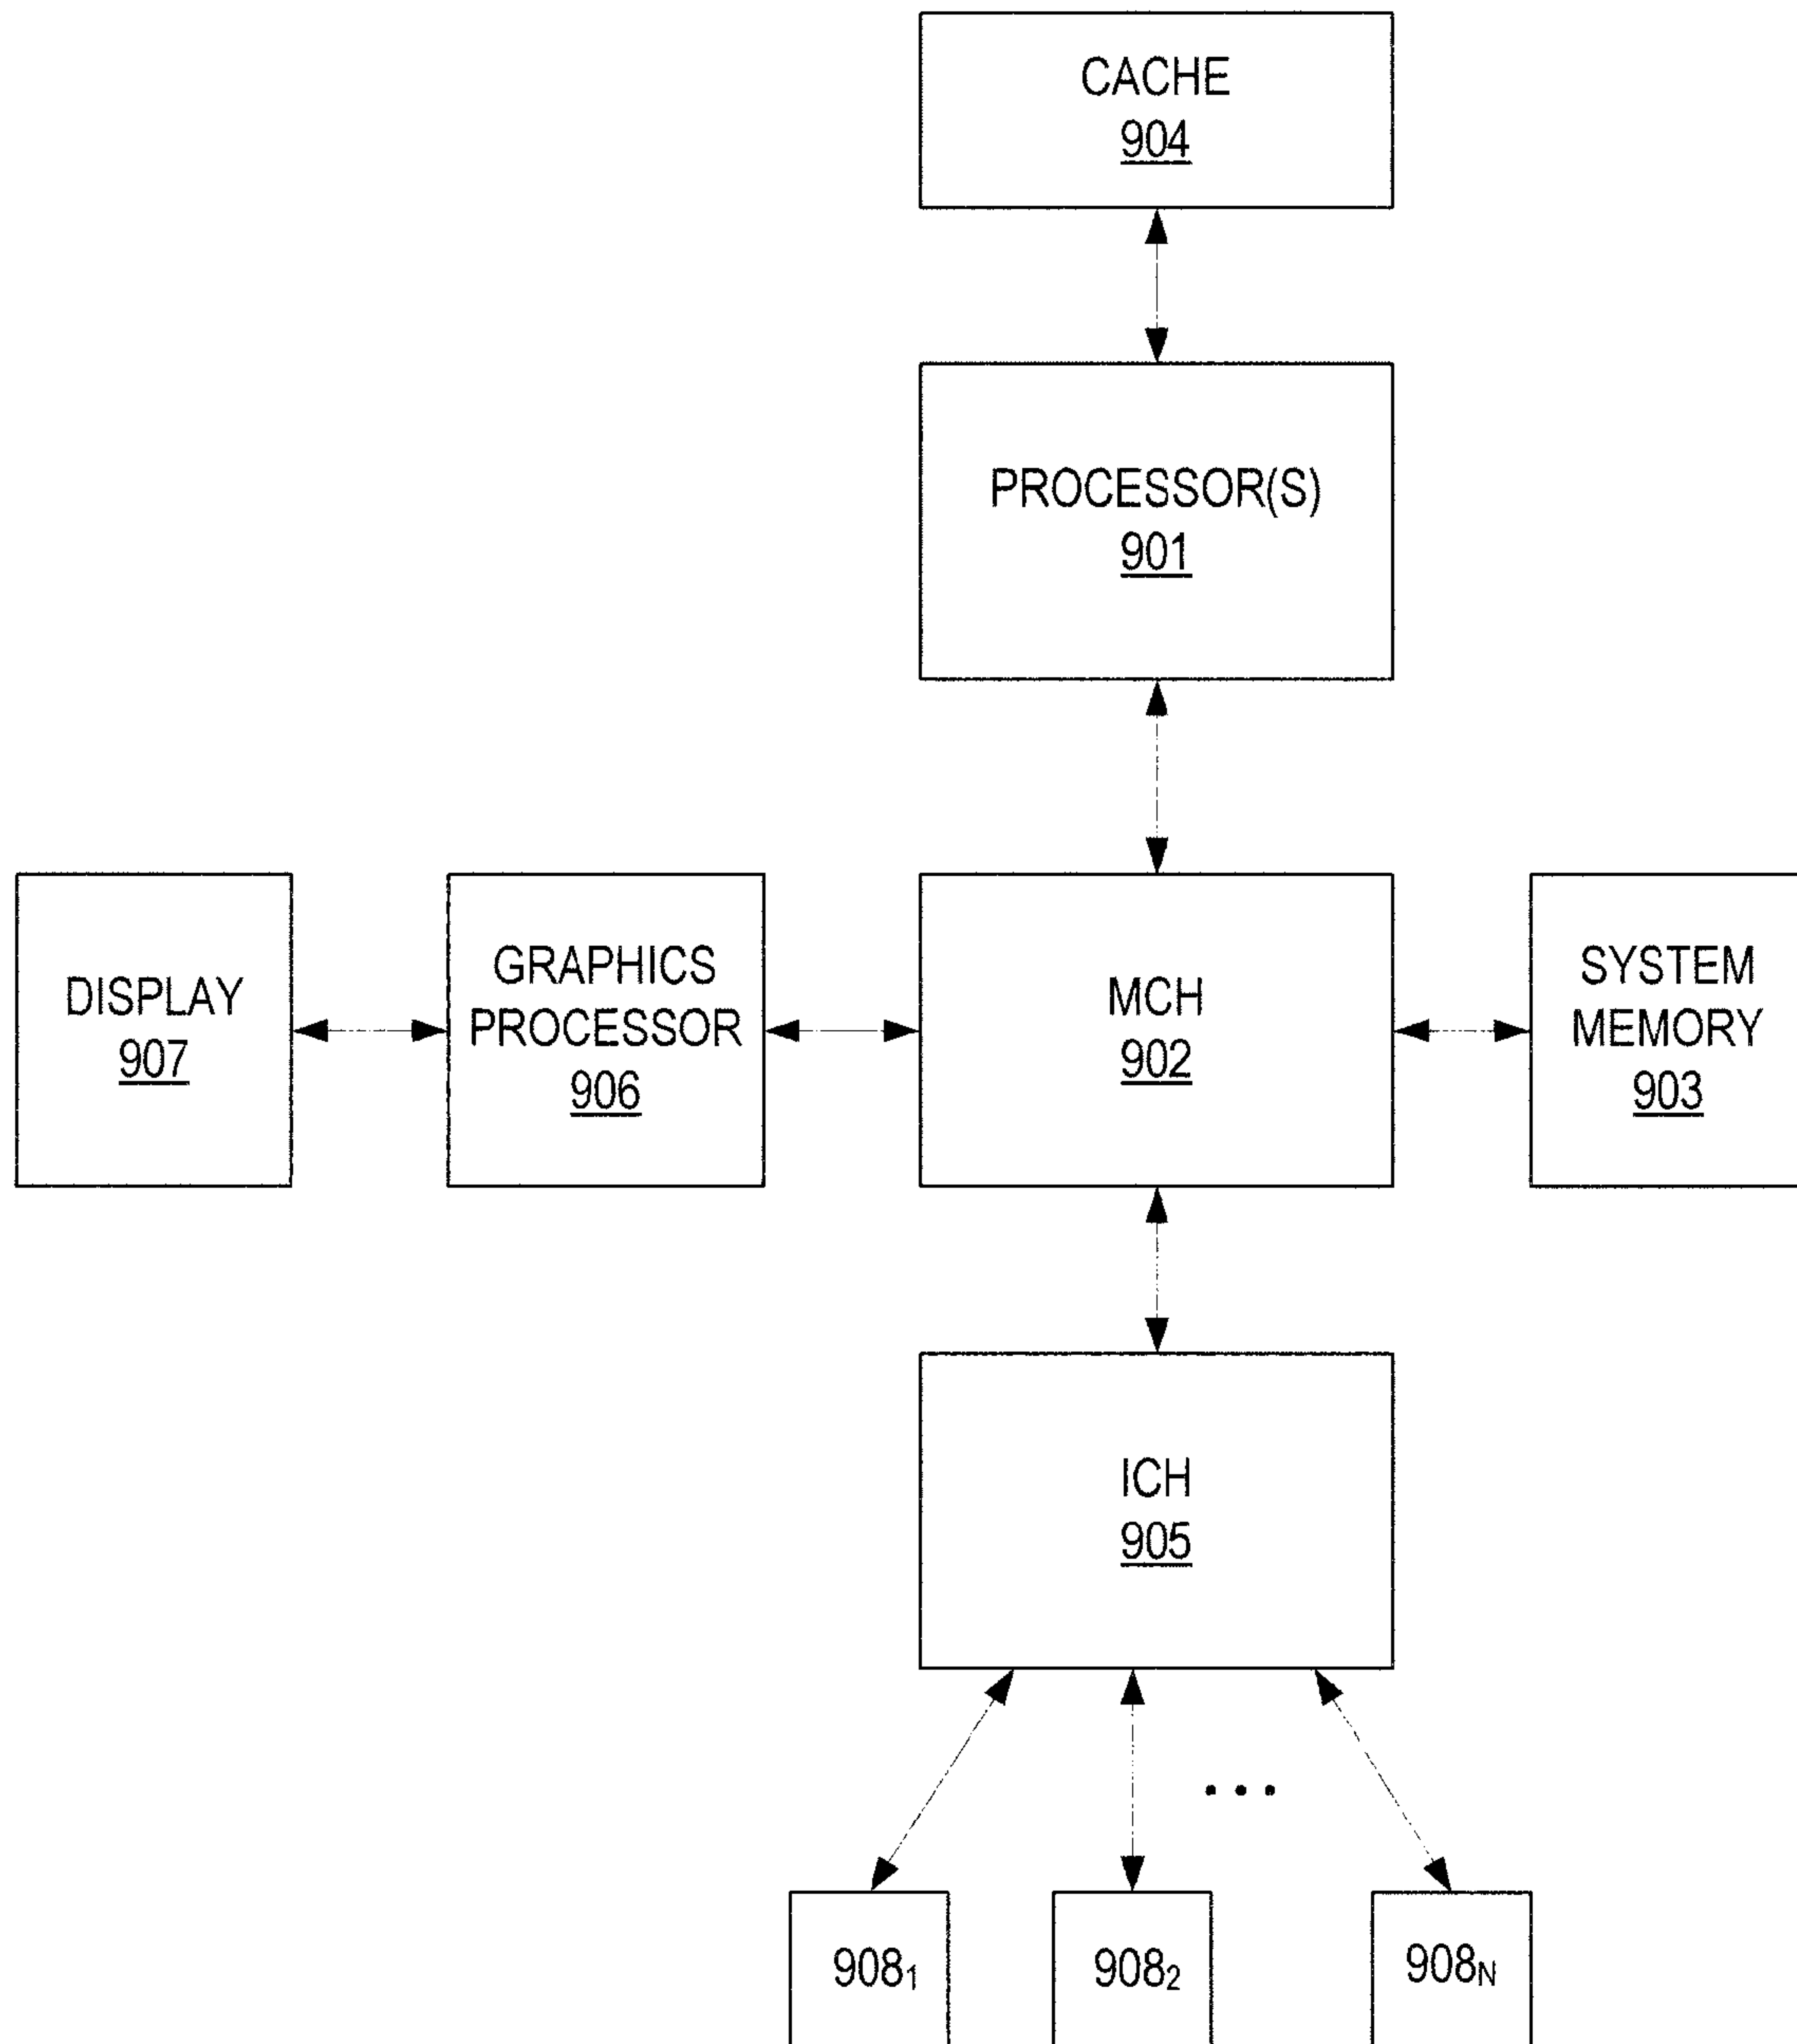 CACHE
904
PROCESSOR(S)
901
DISPLAY
907
GRAPHICS
PROCESSOR
906
MCH
902
SYSTEM
MEMORY
903
ICH
905
...
908₁
908₂
908N